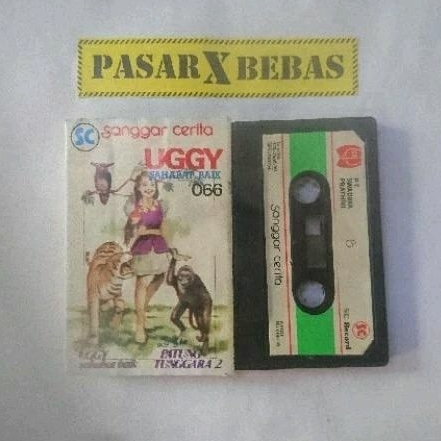 PASAR X BEBAS
SC sanggar cerita
UGGY
SAHABAT BAIK
066
UGGY
sahabat baik
PATUNG
TUNGGARA 2
Sanggar cerita
P.T.
B
SC
SC Record